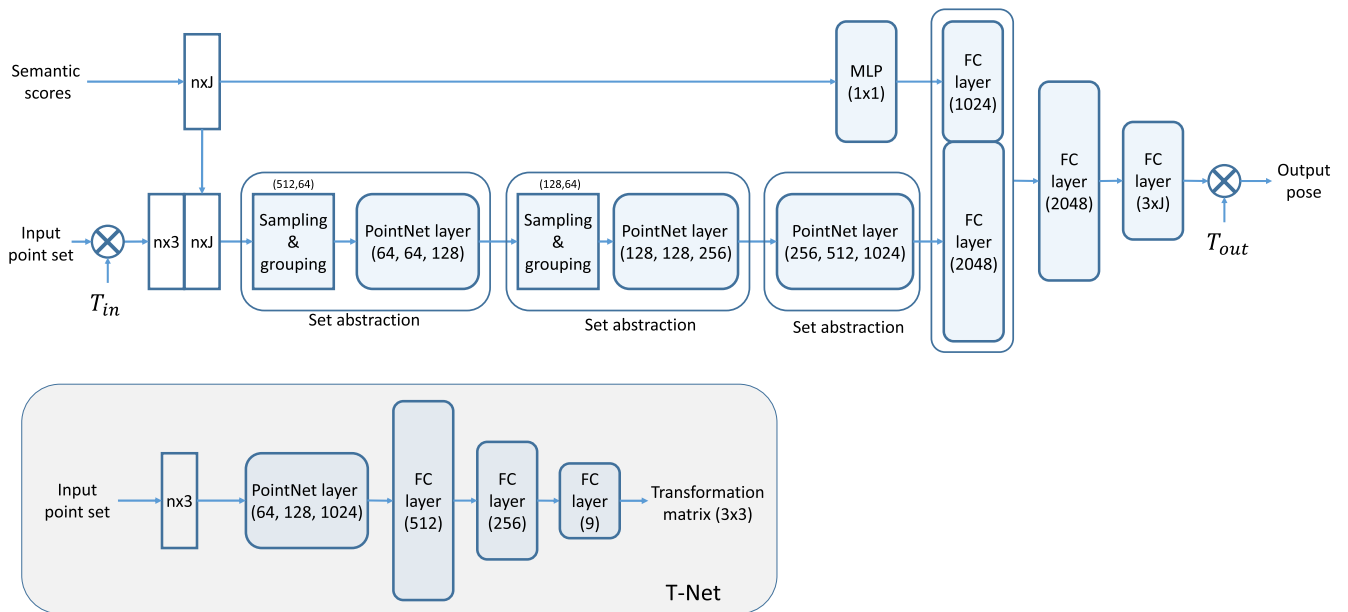 Semantic
scores
nxJ
MLP
(1x1)
FC
layer
(1024)
Input
point set
T_in
nx3
nxJ
(512,64)
Sampling
&
grouping
PointNet layer
(64, 64, 128)
Set abstraction
(128,64)
Sampling
&
grouping
PointNet layer
(128, 128, 256)
Set abstraction
PointNet layer
(256, 512, 1024)
Set abstraction
FC
layer
(2048)
FC
layer
(2048)
FC
layer
(3xJ)
T_out
Output
pose
Input
point set
nx3
PointNet layer
(64, 128, 1024)
FC
layer
(512)
FC
layer
(256)
FC
layer
(9)
Transformation
matrix (3x3)
T-Net